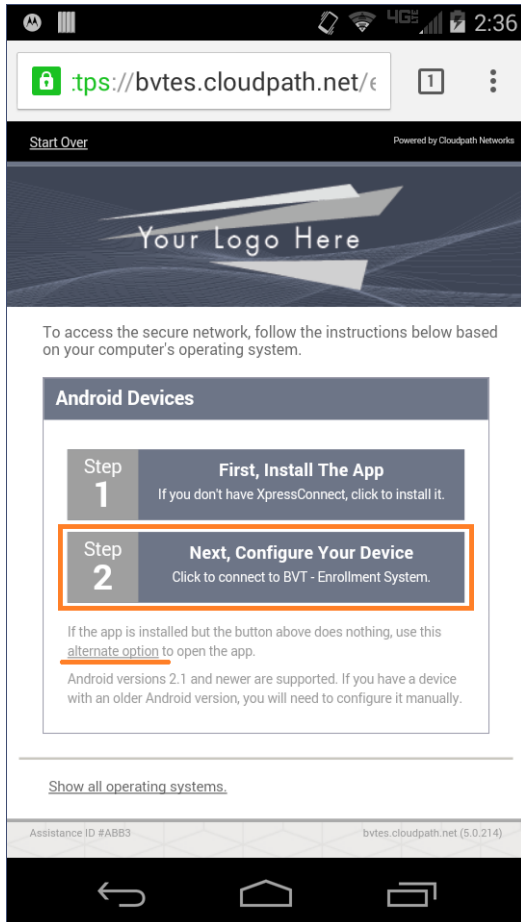 4G 2:36
:tps://bvtes.cloudpath.net/e 1
Start Over Powered by Cloudpath Networks
Your Logo Here
To access the secure network, follow the instructions below based
on your computer's operating system.
Android Devices
Step
1
First, Install The App
If you don't have XpressConnect, click to install it.
Step
2
Next, Configure Your Device
Click to connect to BVT - Enrollment System.
If the app is installed but the button above does nothing, use this
alternate option to open the app.
Android versions 2.1 and newer are supported. If you have a device
with an older Android version, you will need to configure it manually.
Show all operating systems.
Assistance ID #ABB3 bvtes.cloudpath.net (5.0.214)